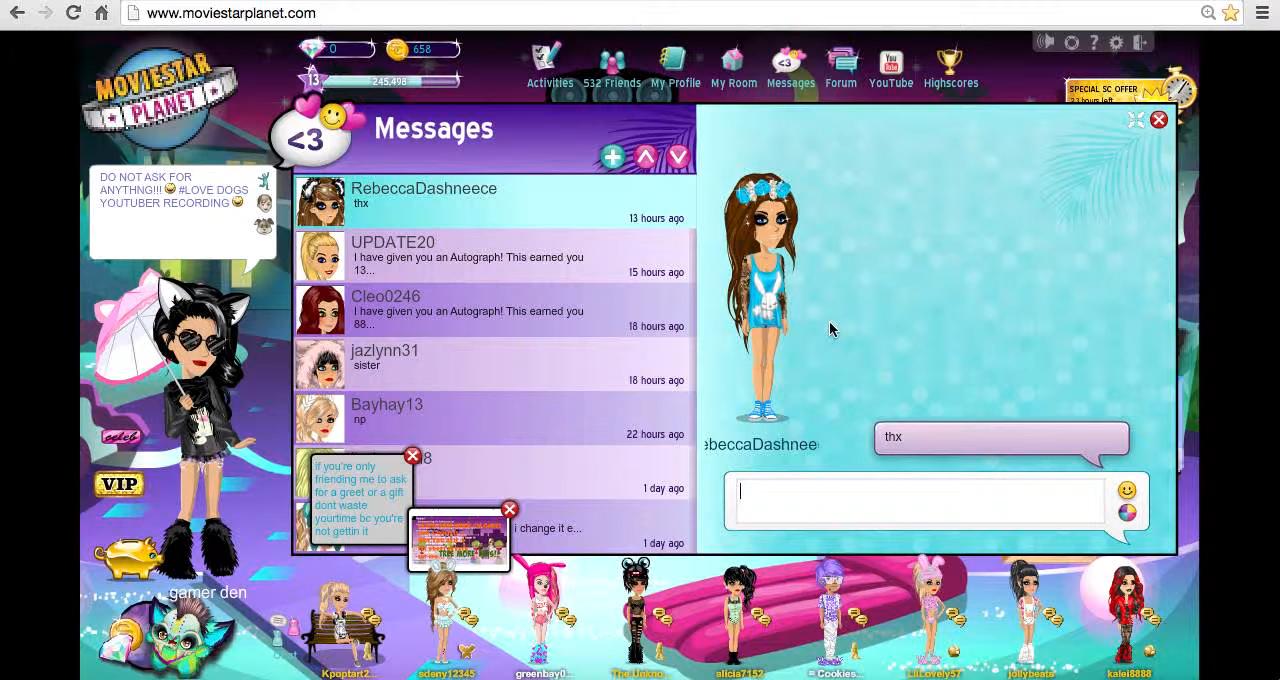 www.moviestarplanet.com
MOVIESTAR
PLANET
0
658
13
245,498
Activities
532 Friends
My Profile
My Room
Messages
Forum
You
Tube
YouTube
Highscores
SPECIAL SC OFFER
<3
<3
Messages
DO NOT ASK FOR
ANYTHNG!!! 😀 #LOVE DOGS
YOUTUBER RECORDING 😀
RebeccaDashneece
thx
13 hours ago
UPDATE20
I have given you an Autograph! This earned you
13...
15 hours ago
Cleo0246
I have given you an Autograph! This earned you
88...
18 hours ago
jazlynn31
sister
18 hours ago
Bayhay13
np
22 hours ago
1 day ago
i change it e...
1 day ago
if you're only
friending me to ask
for a greet or a gift
dont waste
yourtime bc you're
not gettin it
ebeccaDashnee
thx
celeb
VIP
gamer den
Kpoptart2...
sdeny12345
greenbay0...
The Unkno...
alicia7152
= Cookies...
LilLovely57
jollybeats
kalei8888